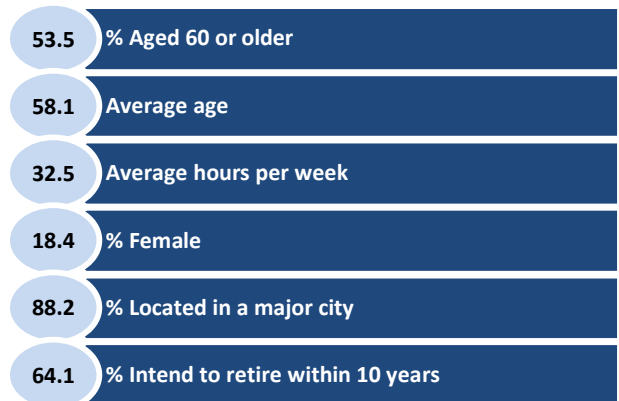 53.5 % Aged 60 or older
58.1 Average age
32.5 Average hours per week
18.4 % Female
88.2 % Located in a major city
64.1 % Intend to retire within 10 years